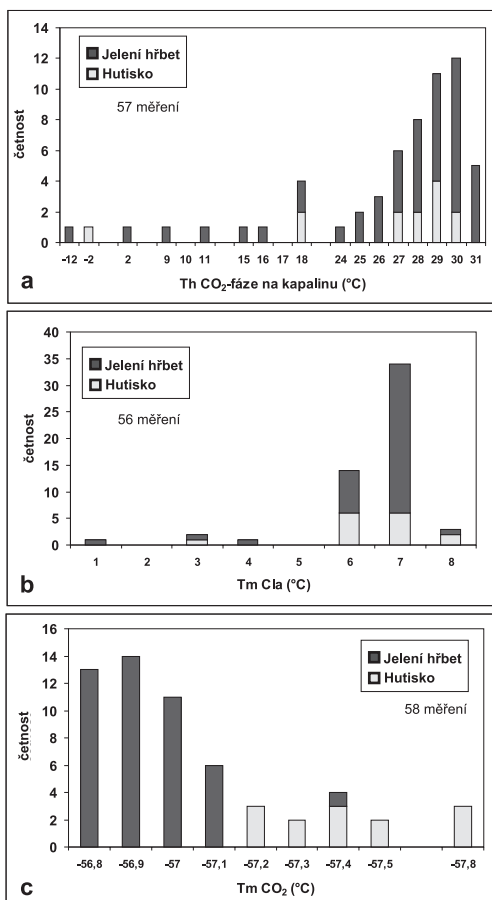 14
12
10
8
6
4
2
0
četnost
Jelení hřbet
Hutisko
57 měření
-12 -2 2 9 10 11 15 16 17 18 24 25 26 27 28 29 30 31
Th CO₂-fáze na kapalinu (°C)
a
40
35
30
25
20
15
10
5
0
četnost
Jelení hřbet
Hutisko
56 měření
1 2 3 4 5 6 7 8
Tm Cla (°C)
b
16
14
12
10
8
6
4
2
0
četnost
Jelení hřbet
Hutisko
58 měření
-56,8 -56,9 -57 -57,1 -57,2 -57,3 -57,4 -57,5 -57,8
Tm CO₂ (°C)
c